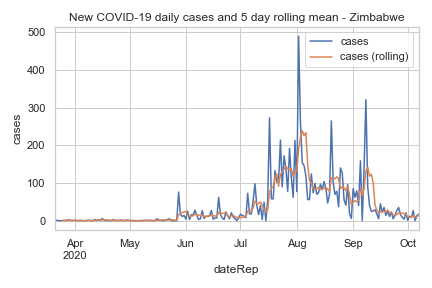 New COVID-19 daily cases and 5 day rolling mean - Zimbabwe
cases
cases (rolling)
500
400
300
200
100
0
cases
Apr
2020
May
Jun
Jul
Aug
Sep
Oct
dateRep